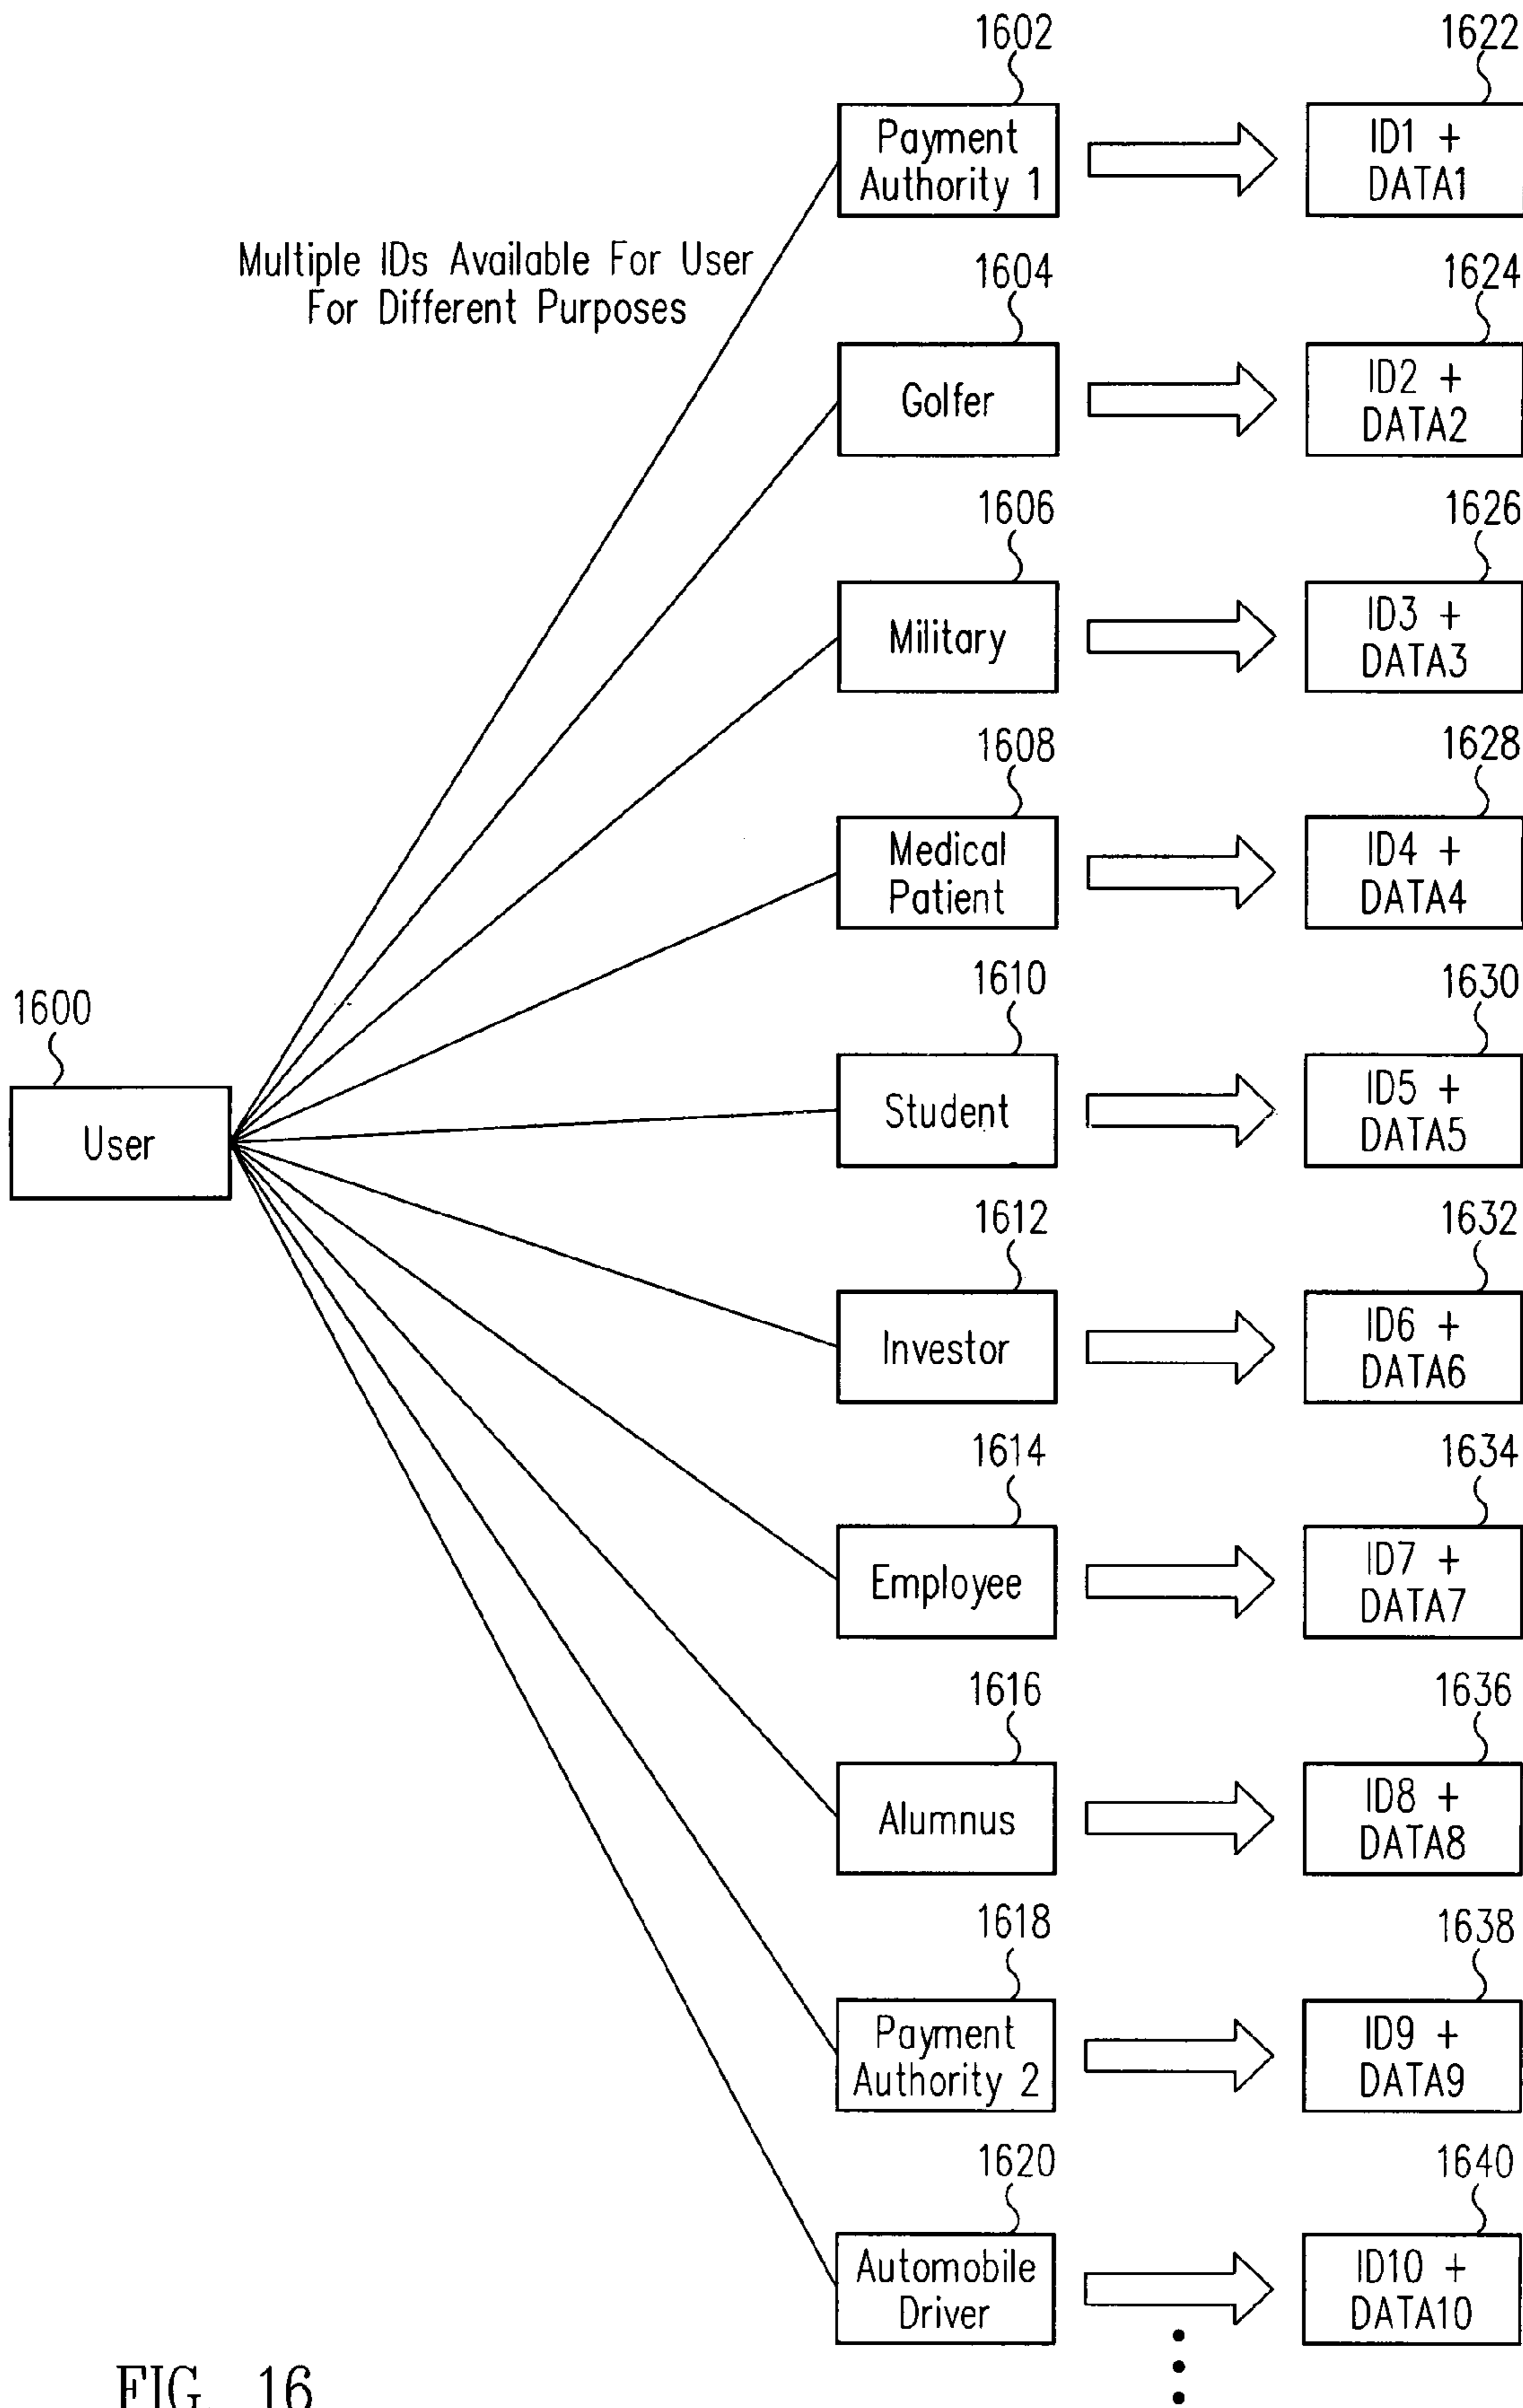 1602 1622
Payment
Authority 1
ID1 +
DATA1
Multiple IDs Available For User
For Different Purposes
1604 1624
Golfer
ID2 +
DATA2
1606 1626
Military
ID3 +
DATA3
1608 1628
Medical
Patient
ID4 +
DATA4
1600
User
1610 1630
Student
ID5 +
DATA5
1612 1632
Investor
ID6 +
DATA6
1614 1634
Employee
ID7 +
DATA7
1616 1636
Alumnus
ID8 +
DATA8
1618 1638
Payment
Authority 2
ID9 +
DATA9
1620 1640
Automobile
Driver
ID10 +
DATA10
FIG. 16